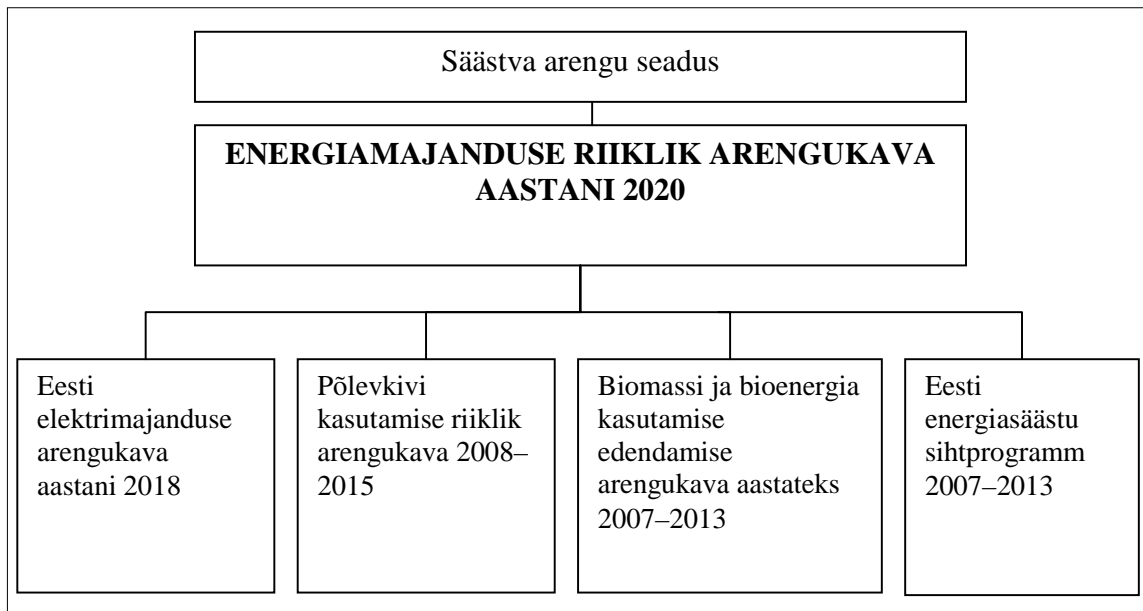 Säästva arengu seadus
ENERGIAMAJANDUSE RIIKLIK ARENGUKAVA
AASTANI 2020
Eesti
elektrimajanduse
arengukava
aastani 2018
Põlevkivi
kasutamise riiklik
arengukava 2008–
2015
Biomassi ja bioenergia
kasutamise
edendamise
arengukava aastateks
2007–2013
Eesti
energiasäästu
sihtprogramm
2007–2013